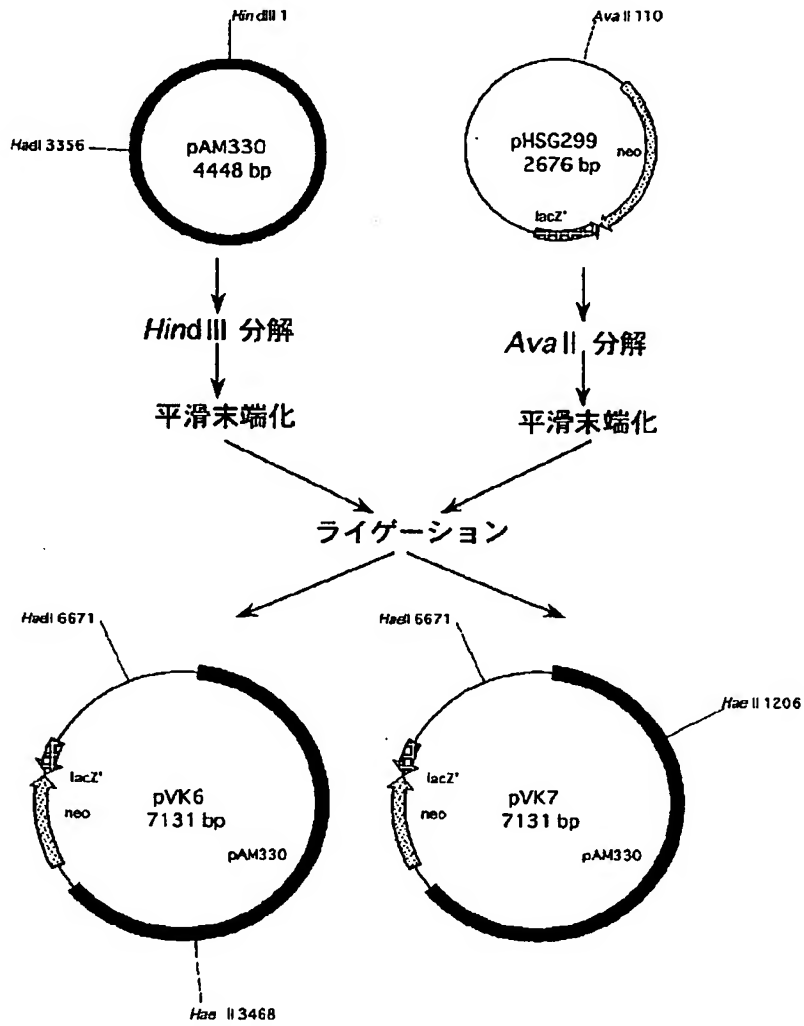 HindIII 1
AvaII 110
HaeII 3356
pAM330
4448 bp
pHSG299
2676 bp
neo
lacZ'
HindIII 分解
AvaII 分解
平滑末端化
平滑末端化
ライゲーション
HaeII 6671
HaeII 6671
HaeII 1206
lacZ'
neo
pVK6
7131 bp
pAM330
lacZ'
neo
pVK7
7131 bp
pAM330
Hae II 3468